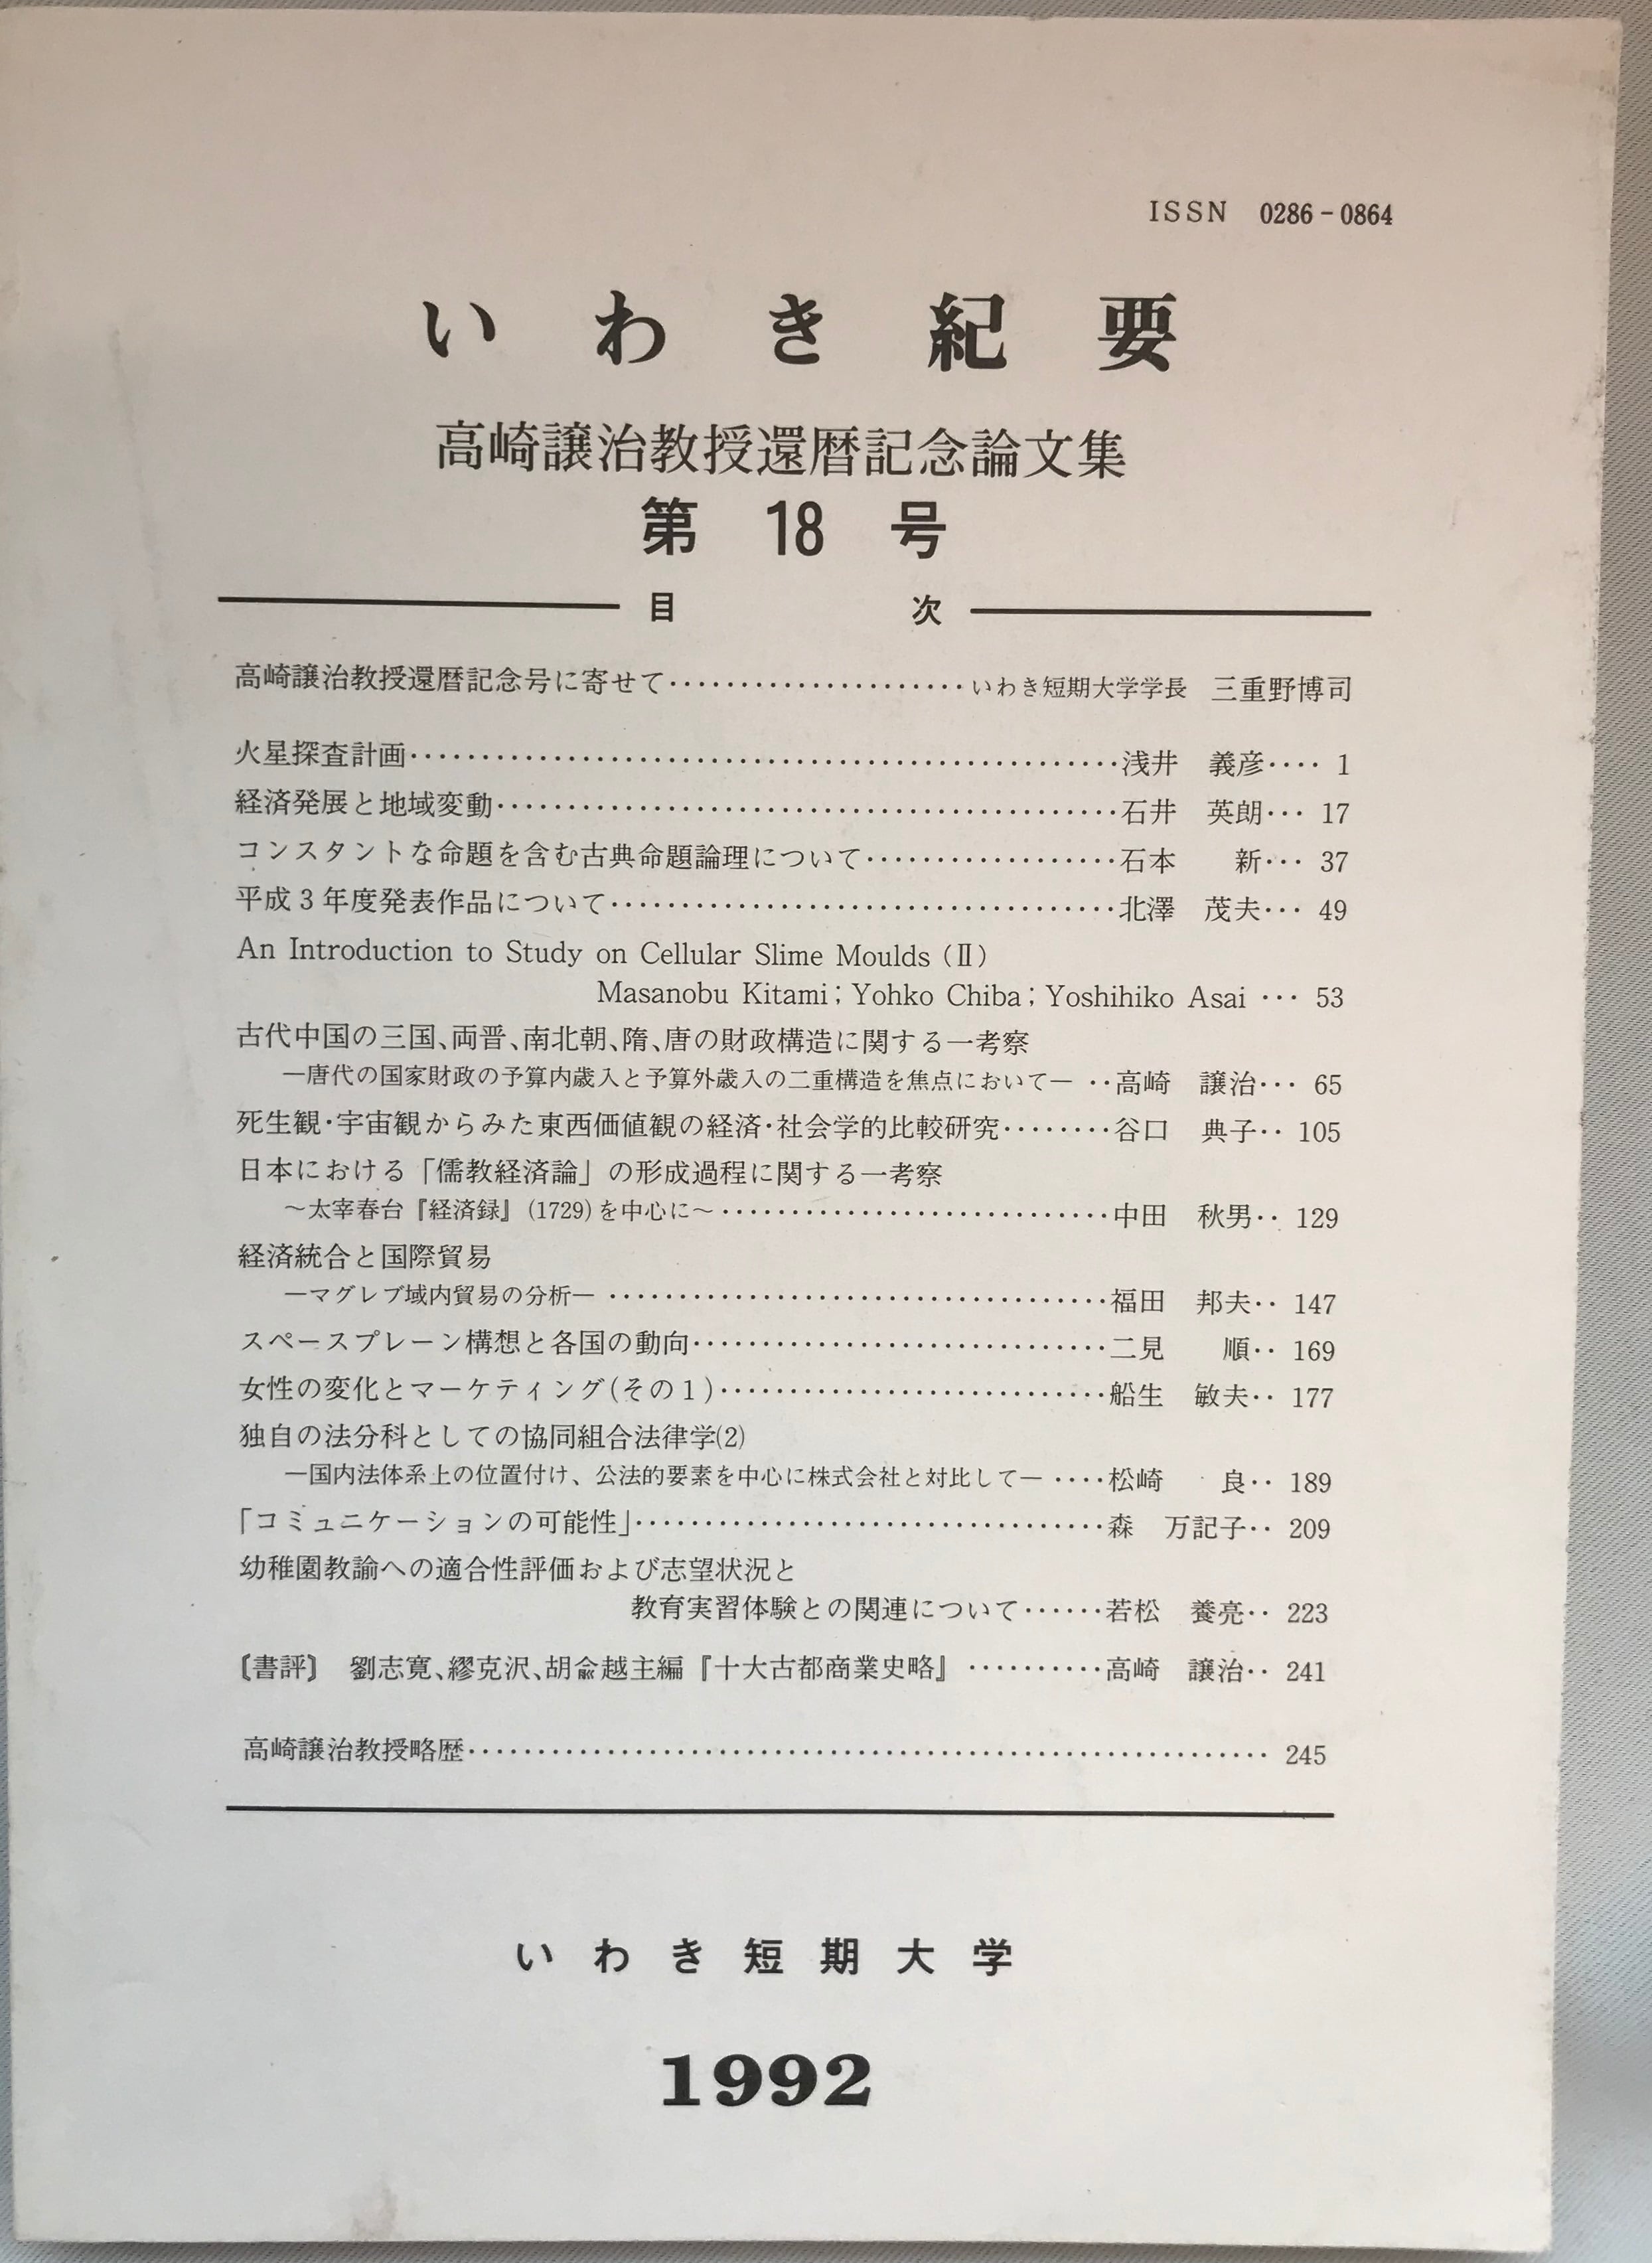 ISSN 0286-0864
いわき紀要
高崎譲治教授還暦記念論文集
第 18 号
目 次
高崎譲治教授還暦記念号に寄せて……………………いわき短期大学学長 三重野博司
火星探査計画……………………浅井 義彦…… 1
経済発展と地域変動……………………石井 英朗… 17
コンスタントな命題を含む古典命題論理について……………………石本 新… 37
平成3年度発表作品について……………………北澤 茂夫… 49
An Introduction to Study on Cellular Slime Moulds (Ⅱ)
Masanobu Kitami; Yohko Chiba; Yoshihiko Asai … 53
古代中国の三国、両晋、南北朝、隋、唐の財政構造に関する一考察
―唐代の国家財政の予算内歳入と予算外歳入の二重構造を焦点において― ‥高崎 譲治… 65
死生観・宇宙観からみた東西価値観の経済・社会学的比較研究………谷口 典子‥ 105
日本における「儒教経済論」の形成過程に関する一考察
～太宰春台『経済録』(1729)を中心に～……………………中田 秋男‥ 129
経済統合と国際貿易
―マグレブ域内貿易の分析― ……………………福田 邦夫‥ 147
スペースプレーン構想と各国の動向……………………二見 順‥ 169
女性の変化とマーケティング(その1)……………………船生 敏夫‥ 177
独自の法分科としての協同組合法律学(2)
―国内法体系上の位置付け、公法的要素を中心に株式会社と対比して― ‥‥松崎 良‥ 189
「コミュニケーションの可能性」……………………森 万記子‥ 209
幼稚園教諭への適合性評価および志望状況と
教育実習体験との関連について……若松 養亮‥ 223
〔書評〕 劉志寛、繆克沢、胡兪越主編『十大古都商業史略』 …………高崎 譲治‥ 241
高崎譲治教授略歴…………………… 245
いわき短期大学
1992